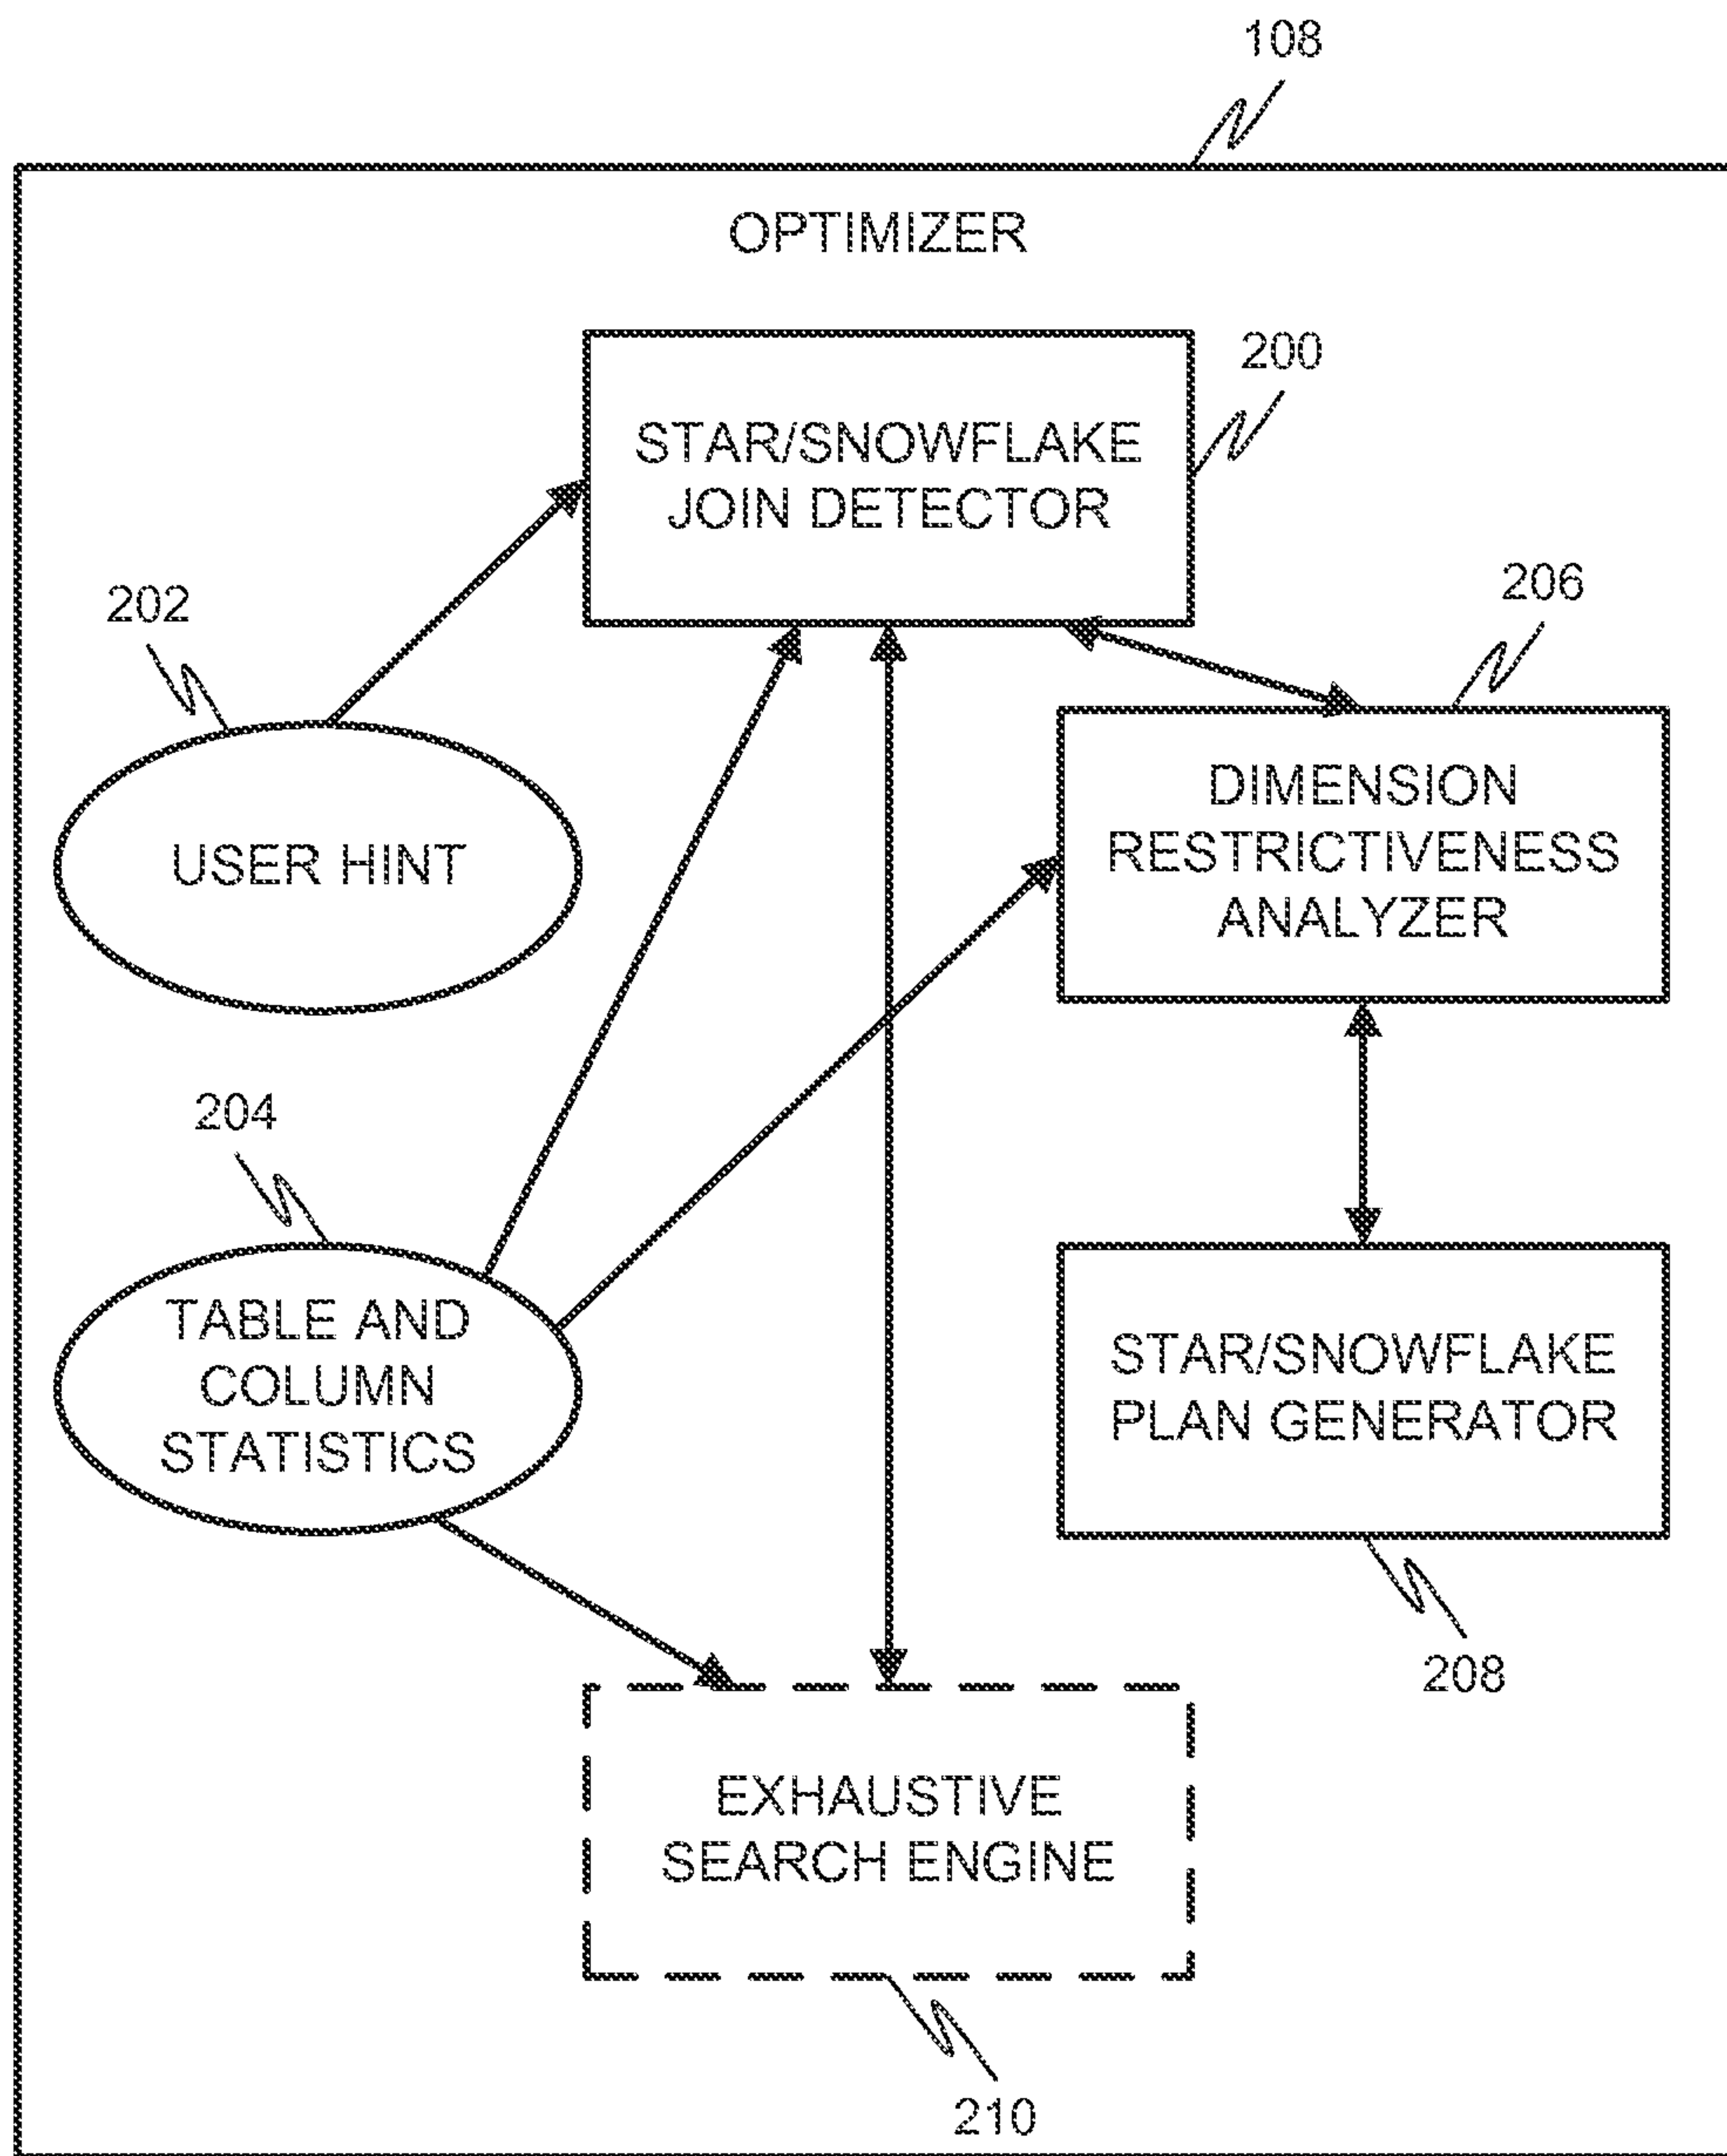 108
OPTIMIZER
200
STAR/SNOWFLAKE
JOIN DETECTOR
202
206
USER HINT
DIMENSION
RESTRICTIVENESS
ANALYZER
204
TABLE AND
COLUMN
STATISTICS
STAR/SNOWFLAKE
PLAN GENERATOR
208
EXHAUSTIVE
SEARCH ENGINE
210